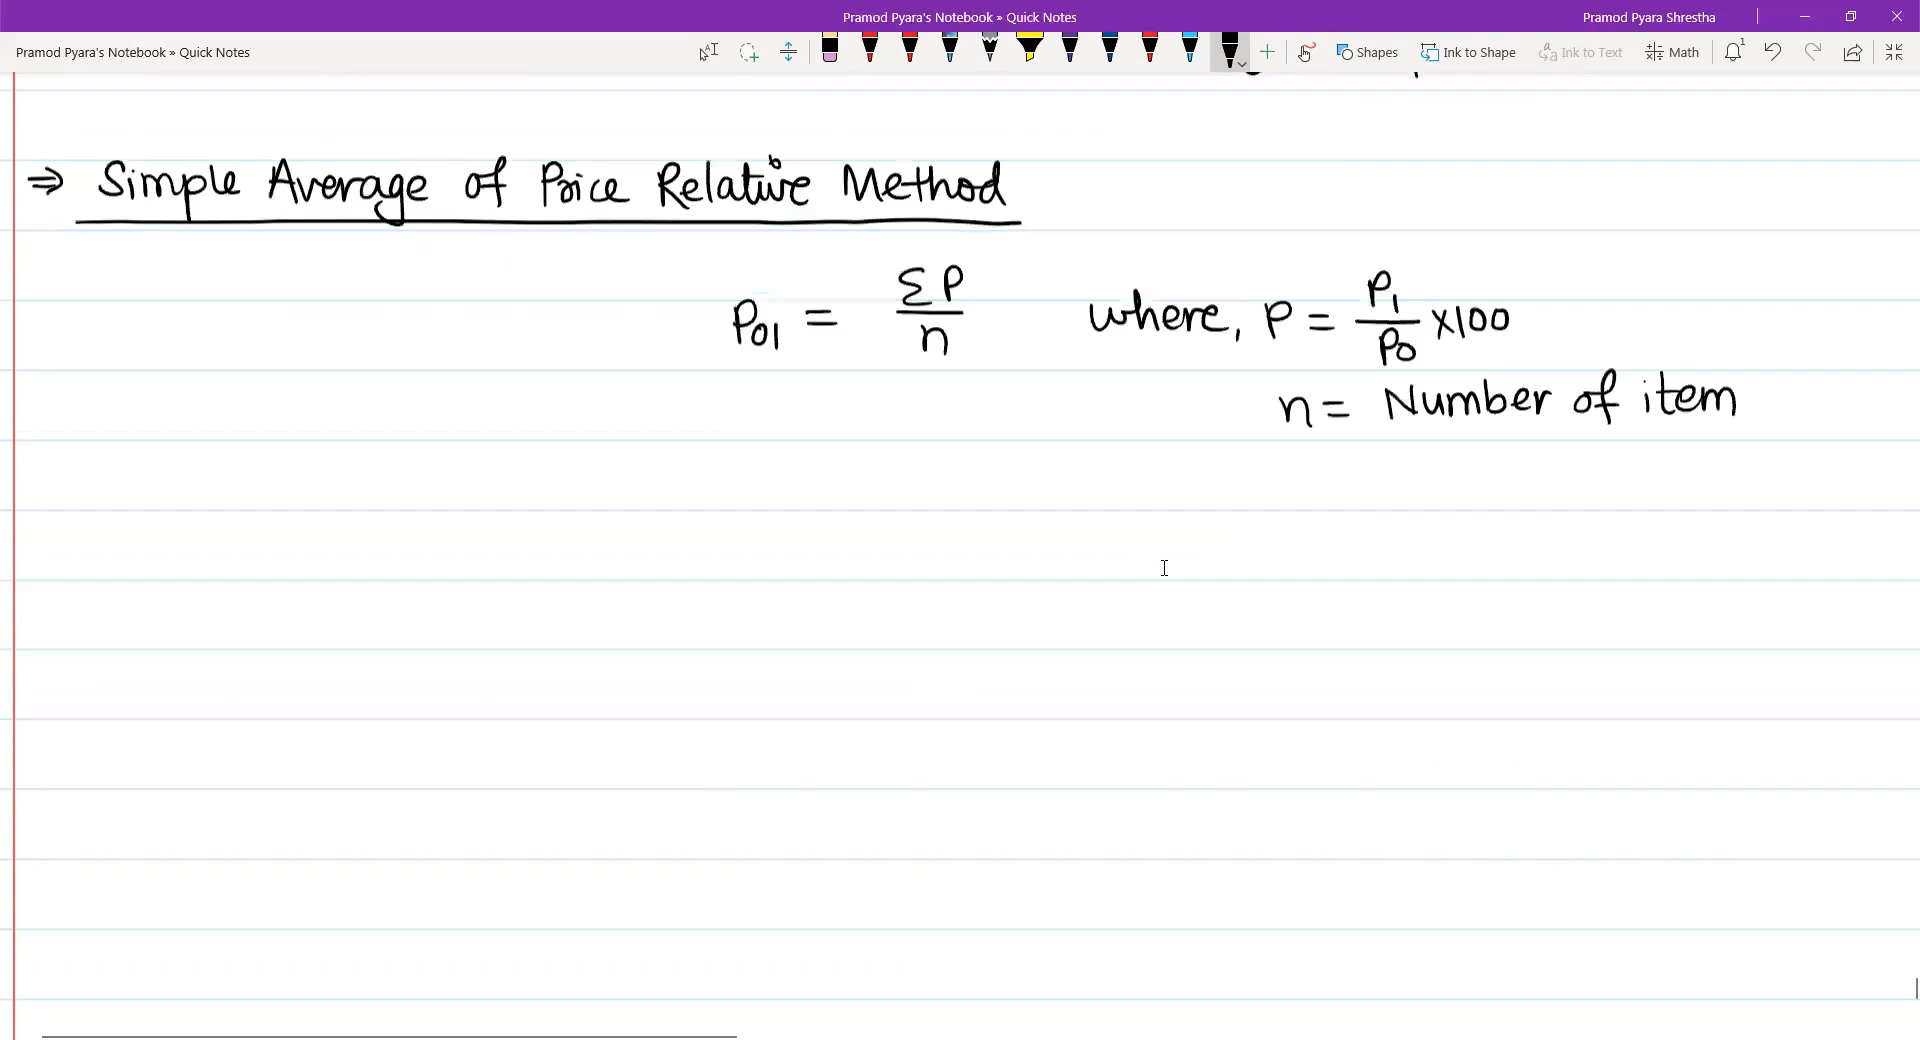 Pramod Pyara's Notebook » Quick Notes
Pramod Pyara Shrestha
Pramod Pyara's Notebook » Quick Notes
Shapes
Ink to Shape
Ink to Text
Math
⇒ Simple Average of Price Relative Method
P01 = ΣP/n where, P = P1/P0 ×100
n = Number of item